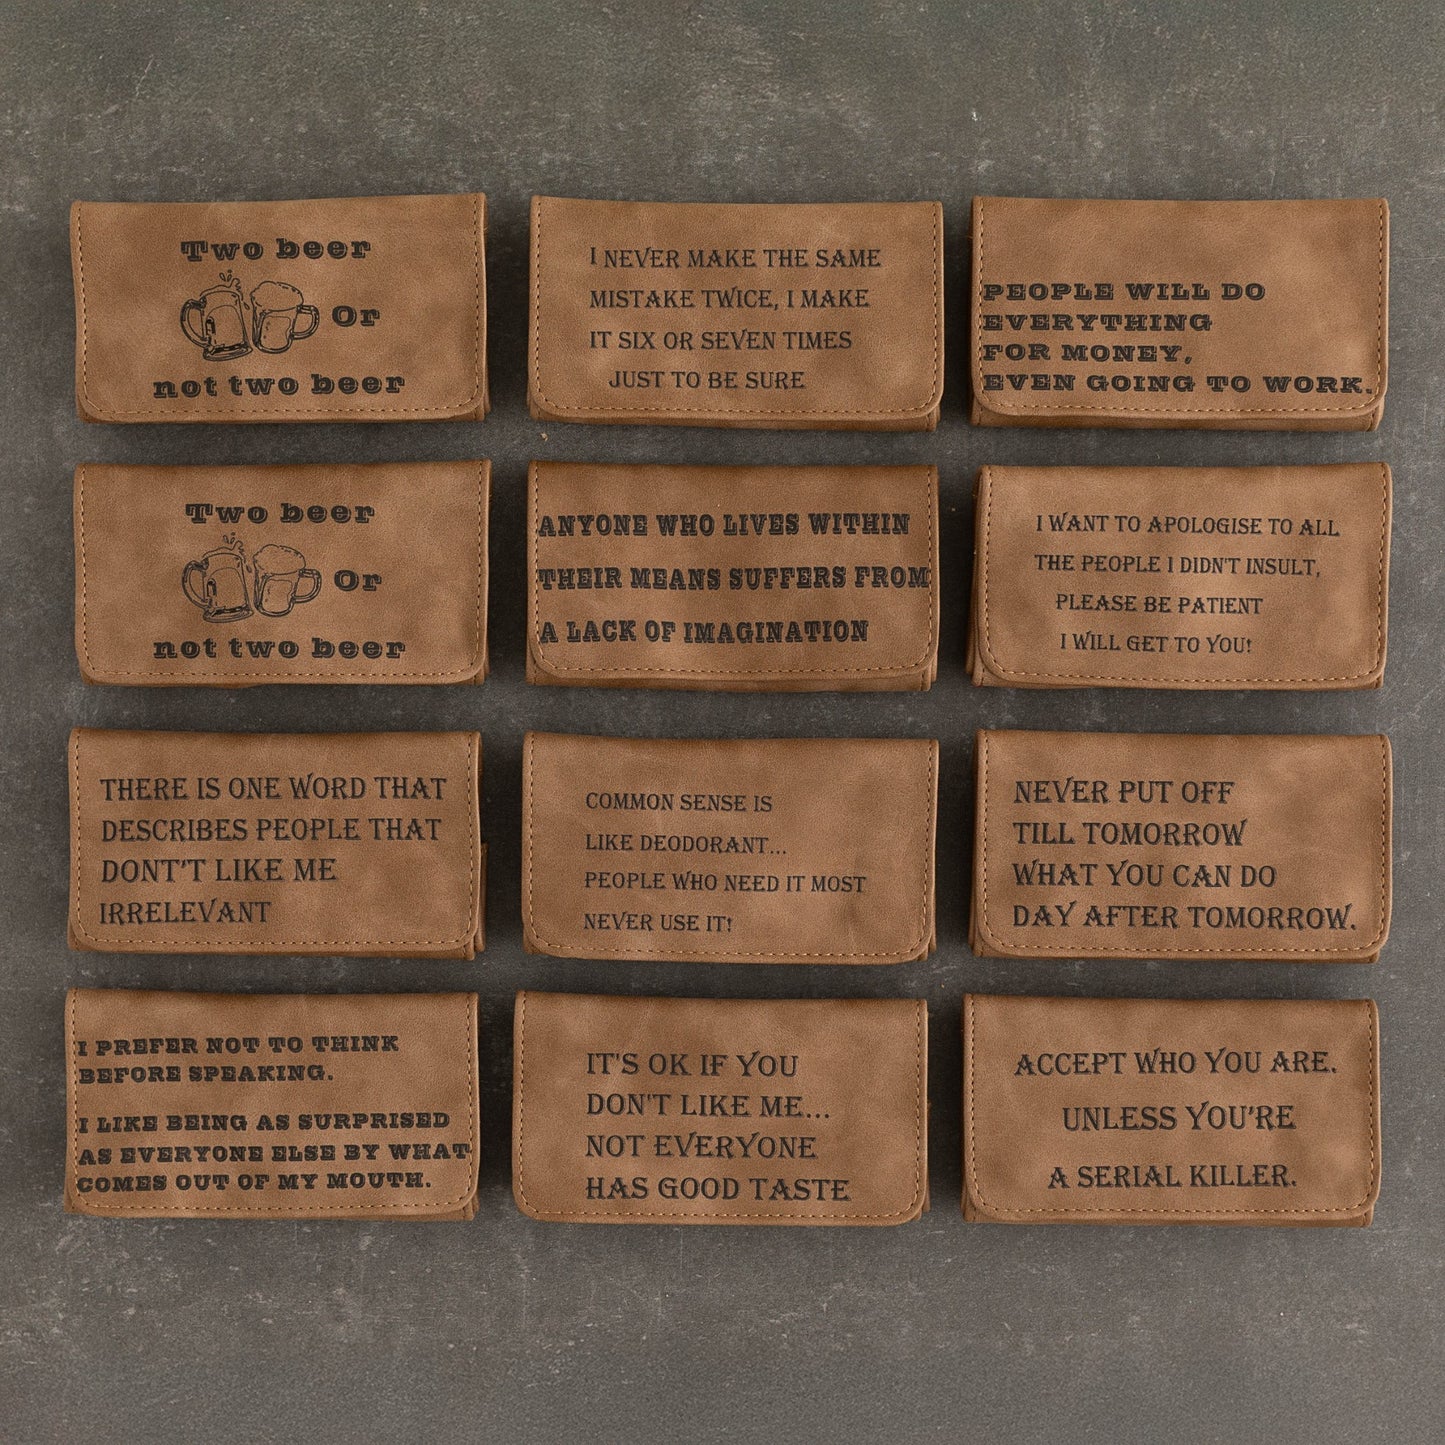 Two beer
Or
not two beer
I NEVER MAKE THE SAME
MISTAKE TWICE, I MAKE
IT SIX OR SEVEN TIMES
JUST TO BE SURE
PEOPLE WILL DO
EVERYTHING
FOR MONEY,
EVEN GOING TO WORK.
Two beer
Or
not two beer
ANYONE WHO LIVES WITHIN
THEIR MEANS SUFFERS FROM
A LACK OF IMAGINATION
I WANT TO APOLOGISE TO ALL
THE PEOPLE I DIDN'T INSULT,
PLEASE BE PATIENT
I WILL GET TO YOU!
THERE IS ONE WORD THAT
DESCRIBES PEOPLE THAT
DONT'T LIKE ME
IRRELEVANT
COMMON SENSE IS
LIKE DEODORANT...
PEOPLE WHO NEED IT MOST
NEVER USE IT!
NEVER PUT OFF
TILL TOMORROW
WHAT YOU CAN DO
DAY AFTER TOMORROW.
I PREFER NOT TO THINK
BEFORE SPEAKING.
I LIKE BEING AS SURPRISED
AS EVERYONE ELSE BY WHAT
COMES OUT OF MY MOUTH.
IT'S OK IF YOU
DON'T LIKE ME...
NOT EVERYONE
HAS GOOD TASTE
ACCEPT WHO YOU ARE.
UNLESS YOU'RE
A SERIAL KILLER.